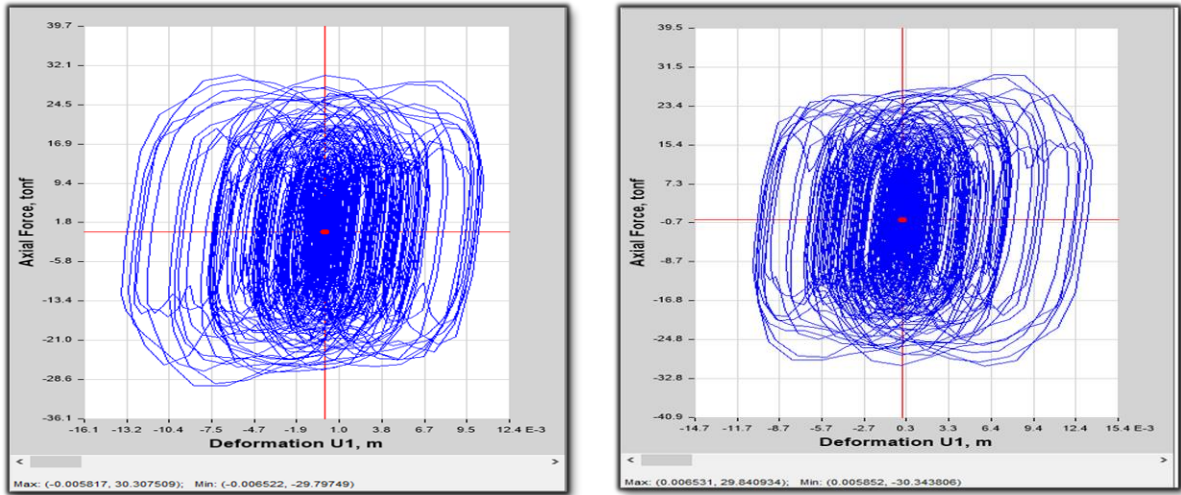 39.7
32.1
24.5
16.9
9.4
1.8
-5.8
-13.4
-21.0
-28.6
-36.1
Axial Force, tonf
-16.1 -13.2 -10.4 -7.5 -4.7 -1.9 1.0 3.8 6.7 9.5 12.4 E-3
Deformation U1, m
Max: (-0.005817, 30.307509); Min: (-0.006522, -29.79749)
39.5
31.5
23.4
15.4
7.3
-0.7
-8.7
-16.8
-24.8
-32.8
-40.9
Axial Force, tonf
-14.7 -11.7 -8.7 -5.7 -2.7 0.3 3.4 6.4 9.4 12.4 15.4 E-3
Deformation U1, m
Max: (0.006531, 29.840934); Min: (0.005852, -30.343806)